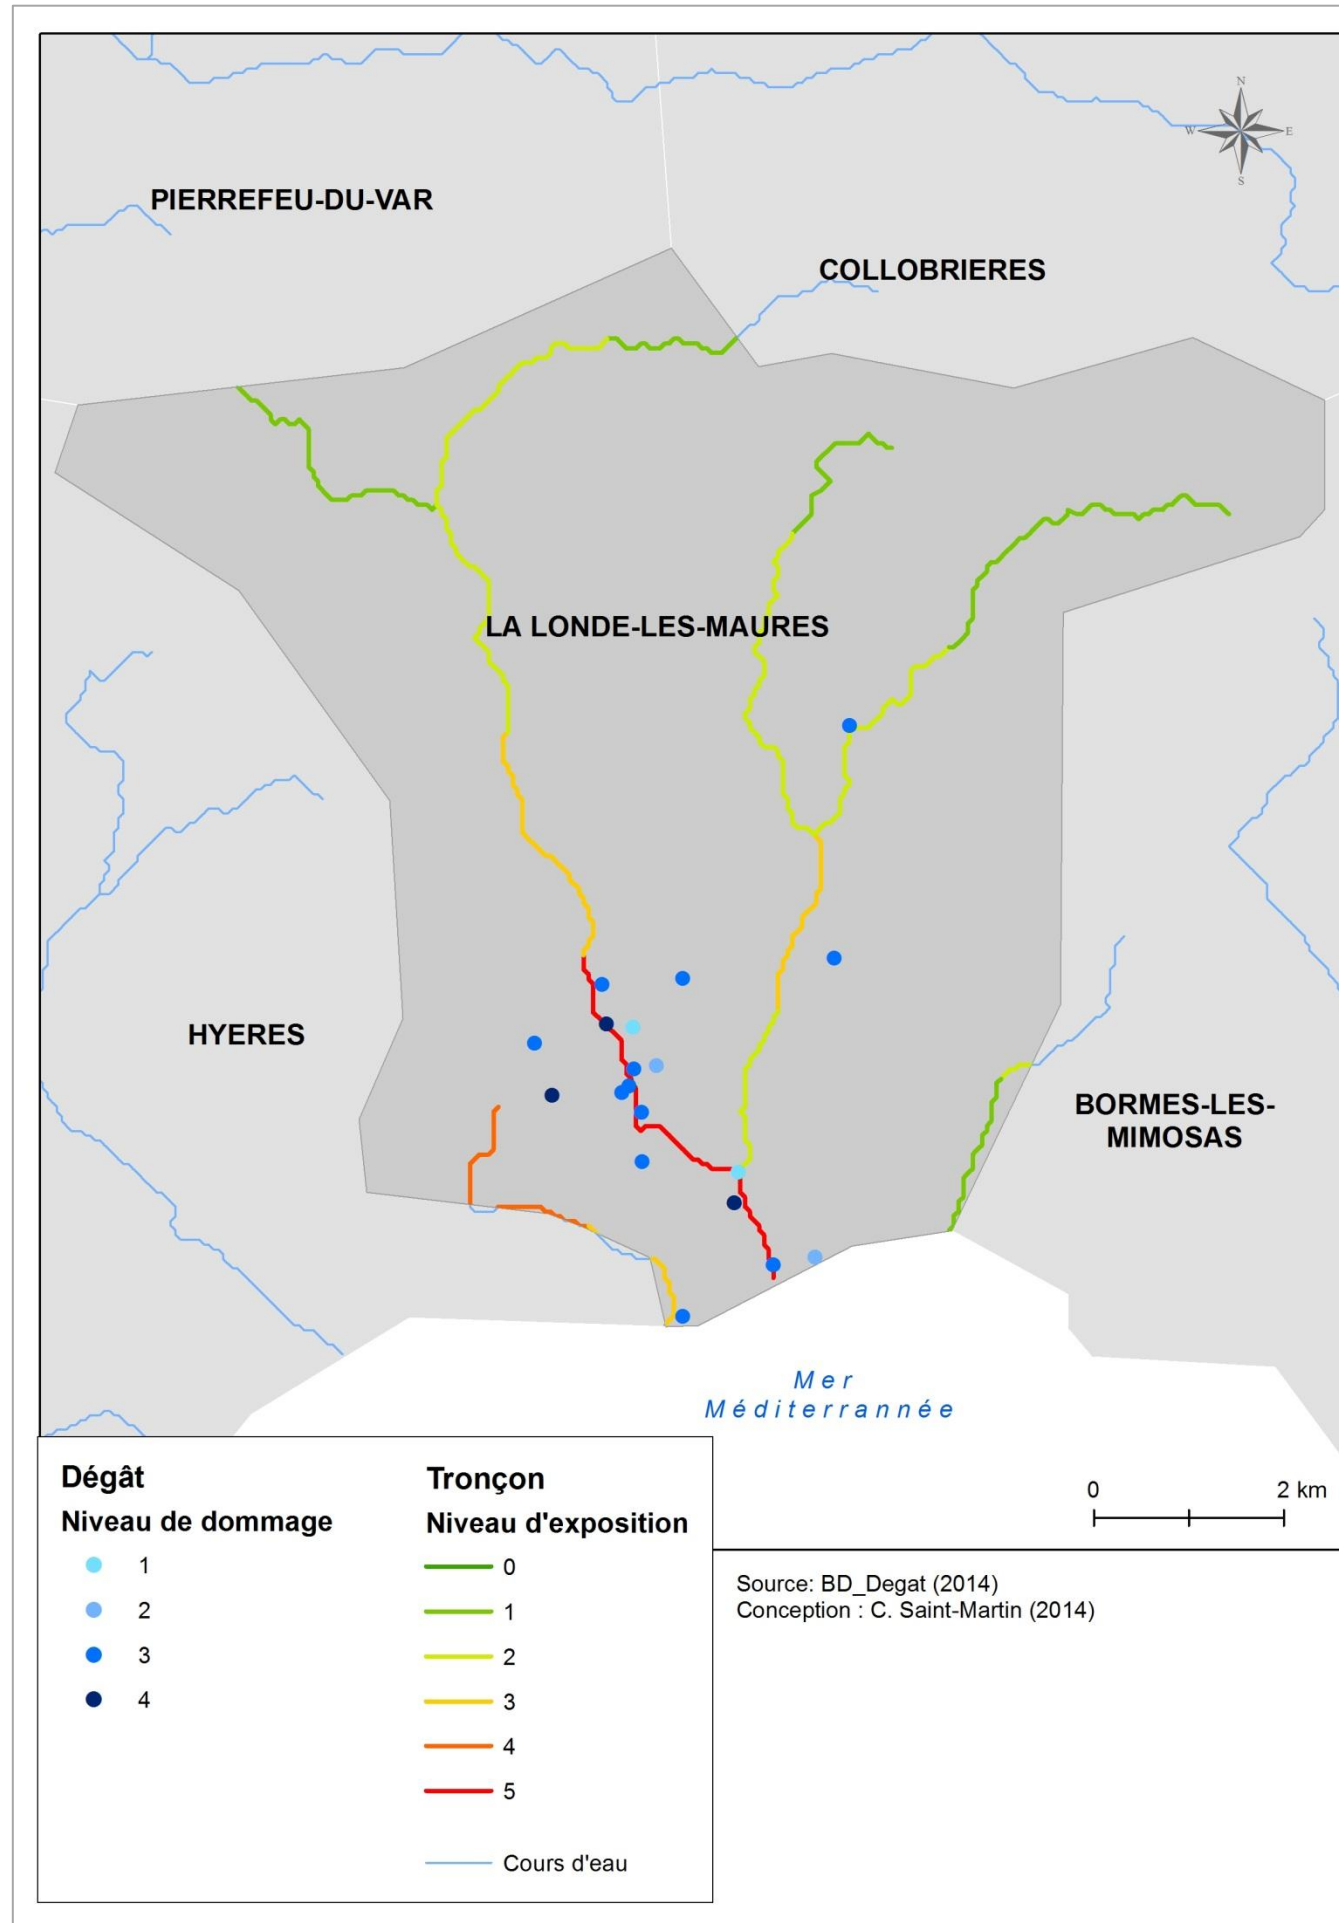 N
W
E
S
PIERREFEU-DU-VAR
COLLOBRIERES
LA LONDE-LES-MAURES
HYERES
BORMES-LES-
MIMOSAS
Mer
Méditerrannée
0 2 km
Dégât
Niveau de dommage
1
2
3
4
Tronçon
Niveau d'exposition
0
1
2
3
4
5
Cours d'eau
Source: BD_Degat (2014)
Conception : C. Saint-Martin (2014)